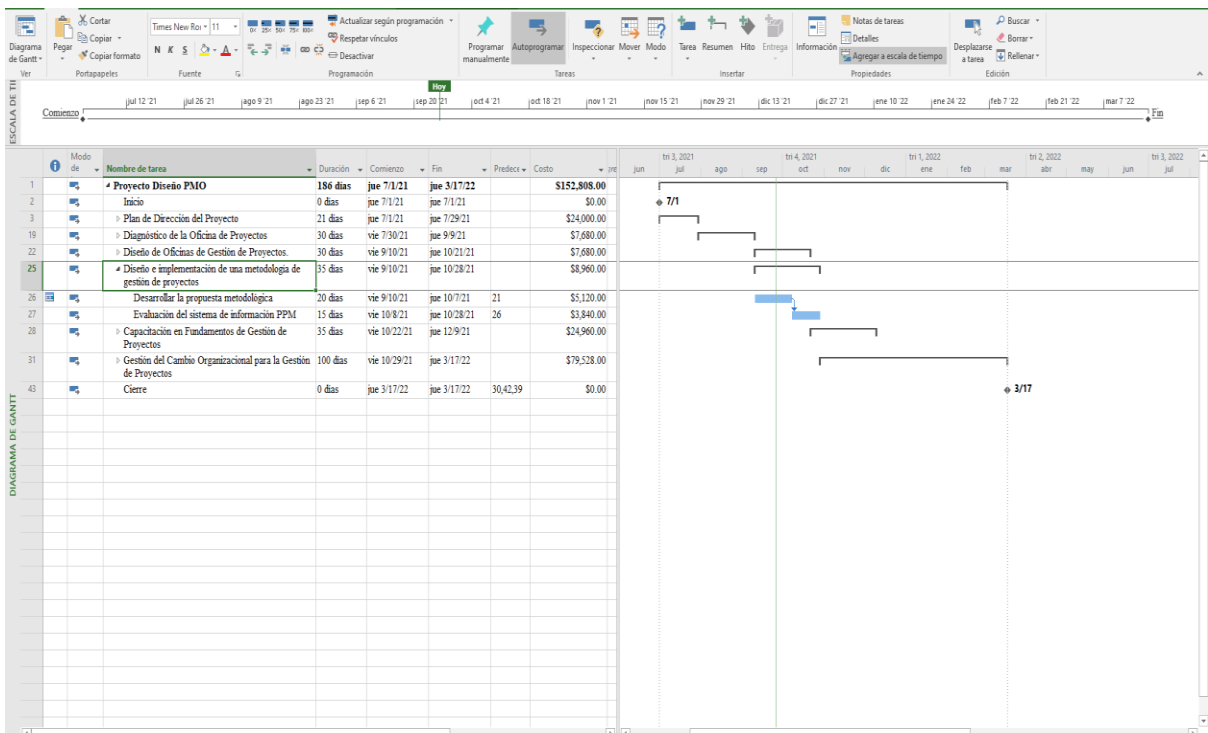 Cortar
Copiar
Copiar formato
Pegar
Diagrama de Gantt
Ver
Portapapeles
Times New Ror 11
N K S
Fuente
0% 25% 50% 75% 100%
Actualizar según programación
Respetar vínculos
Desactivar
Programación
Programar manualmente
Autoprogramar
Inspeccionar
Mover
Modo
Tareas
Tarea
Resumen
Hito
Entrega
Insertar
Información
Notas de tareas
Detalles
Agregar a escala de tiempo
Propiedades
Desplazarse a tarea
Buscar
Borrar
Rellenar
Edición
ESCALA DE TIE
Hoy
jul 12 '21 jul 26 '21 ago 9 '21 ago 23 '21 sep 6 '21 sep 20 '21 oct 4 '21 oct 18 '21 nov 1 '21 nov 15 '21 nov 29 '21 dic 13 '21 dic 27 '21 ene 10 '22 ene 24 '22 feb 7 '22 feb 21 '22 mar 7 '22
Comienzo
Fin
Modo de Nombre de tarea Duración Comienzo Fin Predece Costo
1 Proyecto Diseño PMO 186 días jue 7/1/21 jue 3/17/22 $152,808.00
2 Inicio 0 días jue 7/1/21 jue 7/1/21 $0.00
3 Plan de Dirección del Proyecto 21 días jue 7/1/21 jue 7/29/21 $24,000.00
19 Diagnóstico de la Oficina de Proyectos 30 días vie 7/30/21 jue 9/9/21 $7,680.00
22 Diseño de Oficinas de Gestión de Proyectos. 30 días vie 9/10/21 jue 10/21/21 $7,680.00
25 Diseño e implementación de una metodología de 35 días vie 9/10/21 jue 10/28/21 $8,960.00
gestión de proyectos
26 Desarrollar la propuesta metodológica 20 días vie 9/10/21 jue 10/7/21 21 $5,120.00
27 Evaluación del sistema de información PPM 15 días vie 10/8/21 jue 10/28/21 26 $3,840.00
28 Capacitación en Fundamentos de Gestión de 35 días vie 10/22/21 jue 12/9/21 $24,960.00
Proyectos
31 Gestión del Cambio Organizacional para la Gestión 100 días vie 10/29/21 jue 3/17/22 $79,528.00
de Proyectos
43 Cierre 0 días jue 3/17/22 jue 3/17/22 30,42,39 $0.00
DIAGRAMA DE GANTT
tri 3, 2021 tri 4, 2021 tri 1, 2022 tri 2, 2022 tri 3, 2022
jun jul ago sep oct nov dic ene feb mar abr may jun jul
7/1
3/17